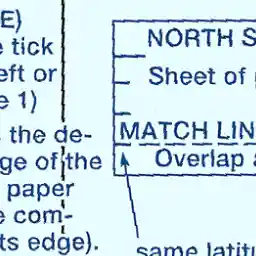 E)
tick
eft or
e 1)
the de-
ge of the
paper
e com-
ts edge).
NORTH S
Sheet of
MATCH LIN
Overlap a
same latitu